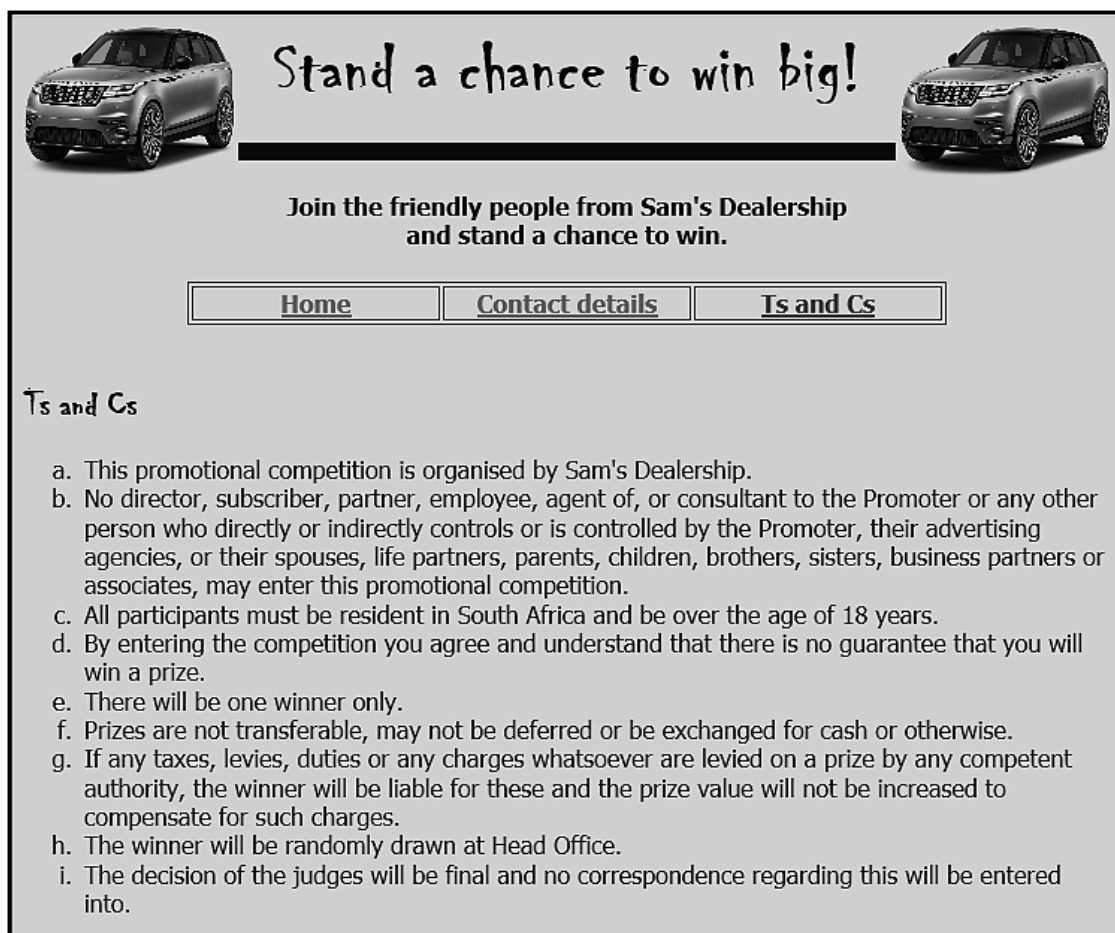 Stand a chance to win big!
Join the friendly people from Sam's Dealership
and stand a chance to win.
Home Contact details Ts and Cs
Ts and Cs
a. This promotional competition is organised by Sam's Dealership.
b. No director, subscriber, partner, employee, agent of, or consultant to the Promoter or any other
person who directly or indirectly controls or is controlled by the Promoter, their advertising
agencies, or their spouses, life partners, parents, children, brothers, sisters, business partners or
associates, may enter this promotional competition.
c. All participants must be resident in South Africa and be over the age of 18 years.
d. By entering the competition you agree and understand that there is no guarantee that you will
win a prize.
e. There will be one winner only.
f. Prizes are not transferable, may not be deferred or be exchanged for cash or otherwise.
g. If any taxes, levies, duties or any charges whatsoever are levied on a prize by any competent
authority, the winner will be liable for these and the prize value will not be increased to
compensate for such charges.
h. The winner will be randomly drawn at Head Office.
i. The decision of the judges will be final and no correspondence regarding this will be entered
into.